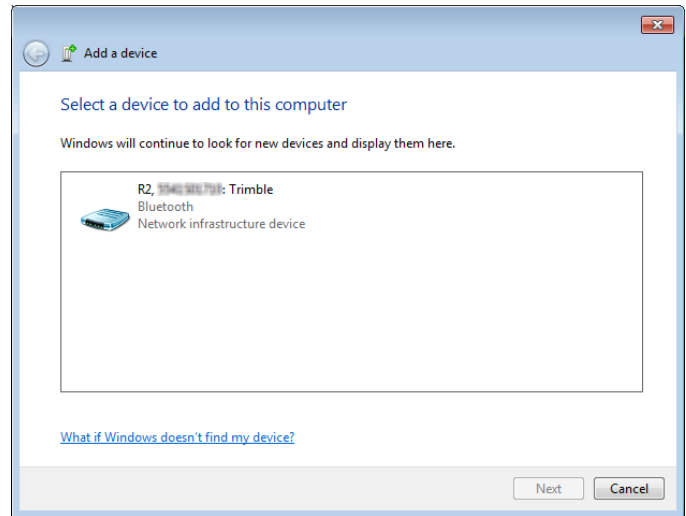 Add a device
Select a device to add to this computer
Windows will continue to look for new devices and display them here.
R2, : Trimble
Bluetooth
Network infrastructure device
What if Windows doesn't find my device?
Next Cancel